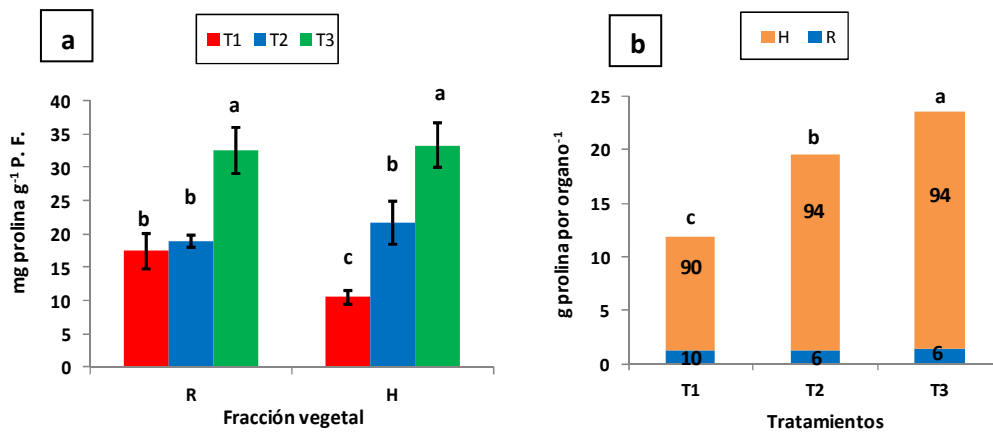 a
T1 T2 T3
mg prolina g-1 P. F.
40
35
30
25
20
15
10
5
0
b
b
a
c
b
a
R H
Fracción vegetal
b
H R
g prolina por organo-1
25
20
15
10
5
0
c
b
a
90
94
94
10
6
6
T1 T2 T3
Tratamientos